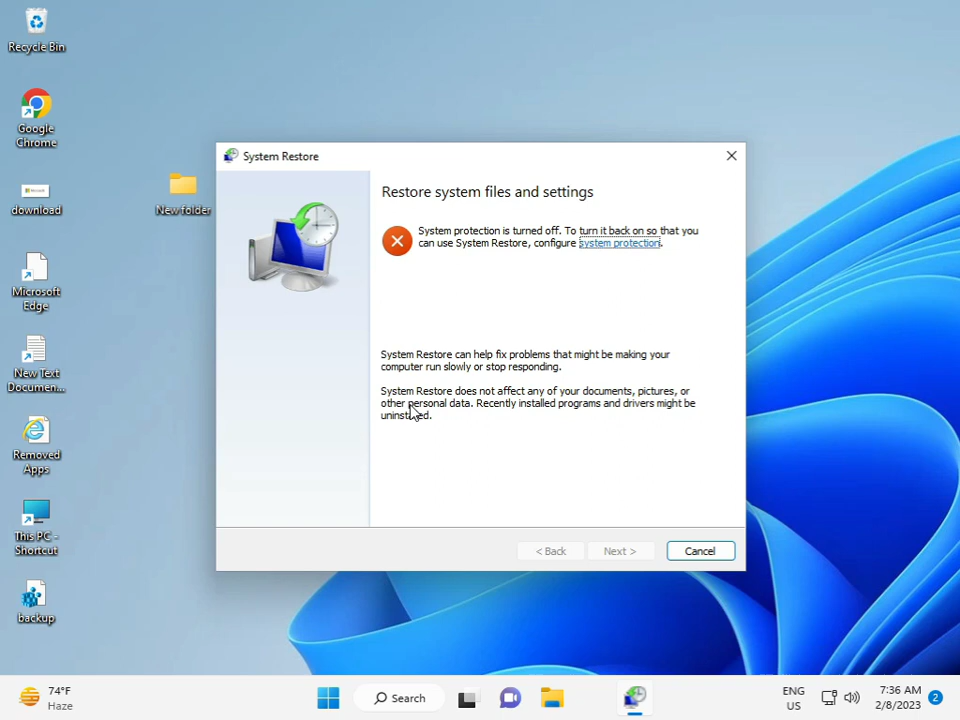 Recycle Bin
Google
Chrome
download
New folder
Microsoft
Edge
New Text
Documen...
Removed
Apps
This PC -
Shortcut
backup
System Restore
Restore system files and settings
System protection is turned off. To turn it back on so that you
can use System Restore, configure system protection.
System Restore can help fix problems that might be making your
computer run slowly or stop responding.
System Restore does not affect any of your documents, pictures, or
other personal data. Recently installed programs and drivers might be
uninstalled.
< Back
Next >
Cancel
74°F
Haze
Search
ENG
US
7:36 AM
2/8/2023
2